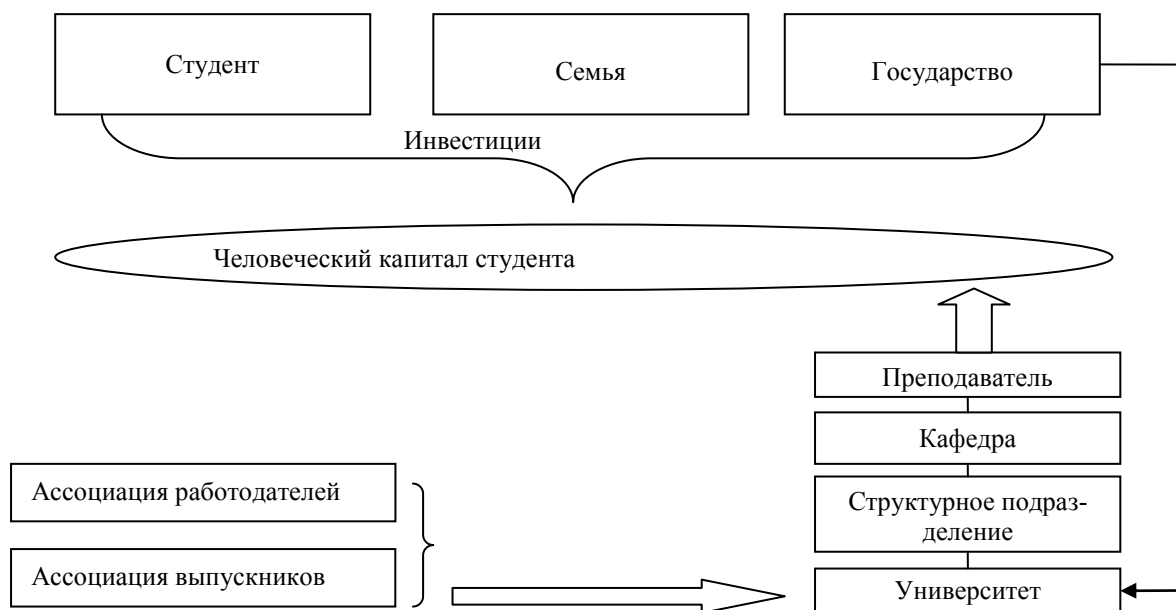 Студент
Семья
Государство
Инвестиции
Человеческий капитал студента
Преподаватель
Кафедра
Ассоциация работодателей
Структурное подраз-
деление
Ассоциация выпускников
Университет